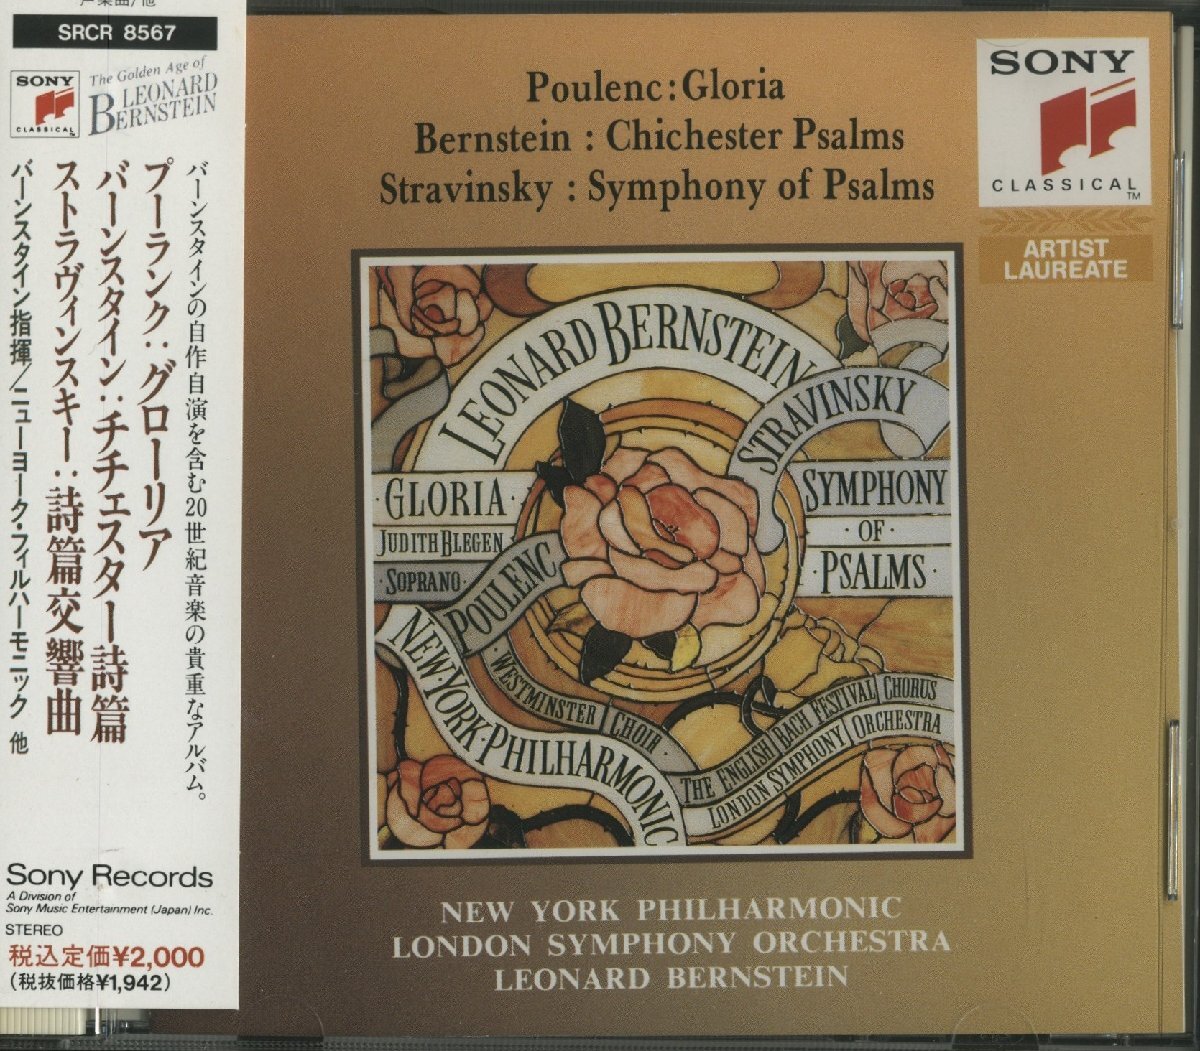 声楽曲/他
SRCR 8567
SONY
CLASSICAL
The Golden Age of
LEONARD
BERNSTEIN
バーンスタインの自作自演を含む20世紀音楽の貴重なアルバム。
プーランク：グローリア
バーンスタイン：チチェスター詩篇
ストラヴィンスキー：詩篇交響曲
バーンスタイン指揮/ニューヨーク・フィルハーモニック 他
Sony Records
A Division of
Sony Music Entertainment (Japan) Inc.
STEREO
税込定価¥2,000
(税抜価格¥1,942)
Poulenc:Gloria
Bernstein : Chichester Psalms
Stravinsky : Symphony of Psalms
SONY
CLASSICAL™
ARTIST
LAUREATE
LEONARD BERNSTEIN
STRAVINSKY
SYMPHONY
·OF·
PSALMS
·GLORIA·
JUDITH BLEGEN
·SOPRANO·
POULENC
NEW·YORK·PHILHARMONIC
·WESTMINSTER CHOIR·
THE ENGLISH BACH FESTIVAL CHORUS
LONDON SYMPHONY ORCHESTRA
NEW YORK PHILHARMONIC
LONDON SYMPHONY ORCHESTRA
LEONARD BERNSTEIN